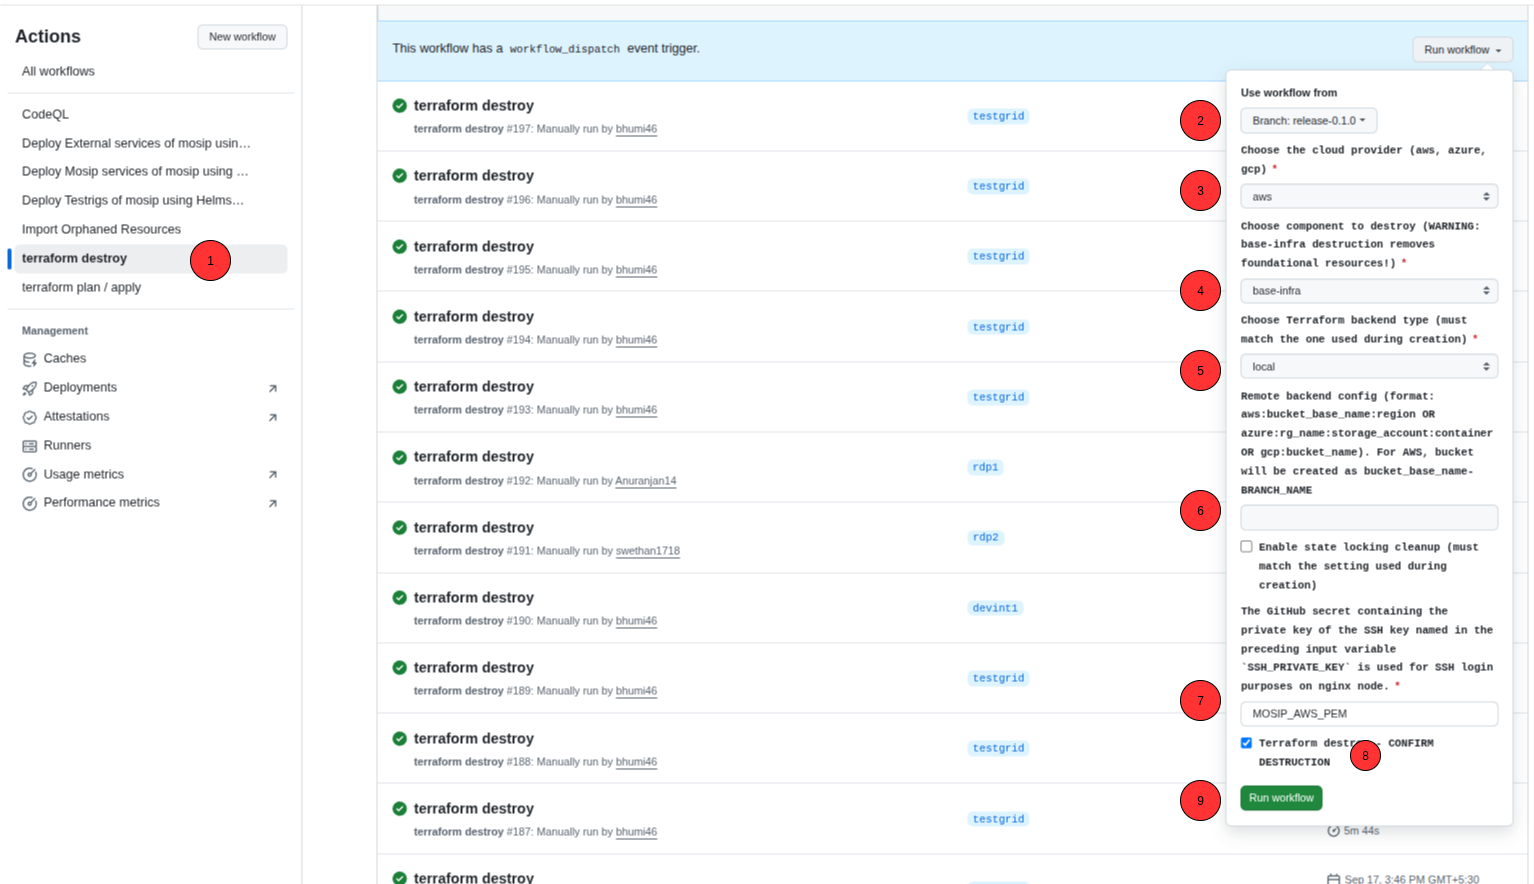 Actions
New workflow
All workflows
CodeQL
Deploy External services of mosip usin...
Deploy Mosip services of mosip using ...
Deploy Testrigs of mosip using Helms...
Import Orphaned Resources
terraform destroy
1
terraform plan / apply
Management
Caches
Deployments
Attestations
Runners
Usage metrics
Performance metrics
This workflow has a workflow_dispatch event trigger.
Run workflow
terraform destroy
terraform destroy #197: Manually run by bhumi46
testgrid
terraform destroy
terraform destroy #196: Manually run by bhumi46
testgrid
terraform destroy
terraform destroy #195: Manually run by bhumi46
testgrid
terraform destroy
terraform destroy #194: Manually run by bhumi46
testgrid
terraform destroy
terraform destroy #193: Manually run by bhumi46
testgrid
terraform destroy
terraform destroy #192: Manually run by Anuranjan14
rdp1
terraform destroy
terraform destroy #191: Manually run by swethan1718
rdp2
terraform destroy
terraform destroy #190: Manually run by bhumi46
devint1
terraform destroy
terraform destroy #189: Manually run by bhumi46
testgrid
terraform destroy
terraform destroy #188: Manually run by bhumi46
testgrid
terraform destroy
terraform destroy #187: Manually run by bhumi46
testgrid
5m 44s
terraform destroy
Sep 17, 3:46 PM GMT+5:30
Use workflow from
2
Branch: release-0.1.0
Choose the cloud provider (aws, azure,
gcp) *
3
aws
Choose component to destroy (WARNING:
base-infra destruction removes
foundational resources!) *
4
base-infra
Choose Terraform backend type (must
match the one used during creation) *
5
local
Remote backend config (format:
aws:bucket_base_name:region OR
azure:rg_name:storage_account:container
OR gcp:bucket_name). For AWS, bucket
will be created as bucket_base_name-
BRANCH_NAME
6
Enable state locking cleanup (must
match the setting used during
creation)
The GitHub secret containing the
private key of the SSH key named in the
preceding input variable
`SSH_PRIVATE_KEY` is used for SSH login
purposes on nginx node. *
7
MOSIP_AWS_PEM
Terraform destr - CONFIRM
DESTRUCTION
8
9
Run workflow